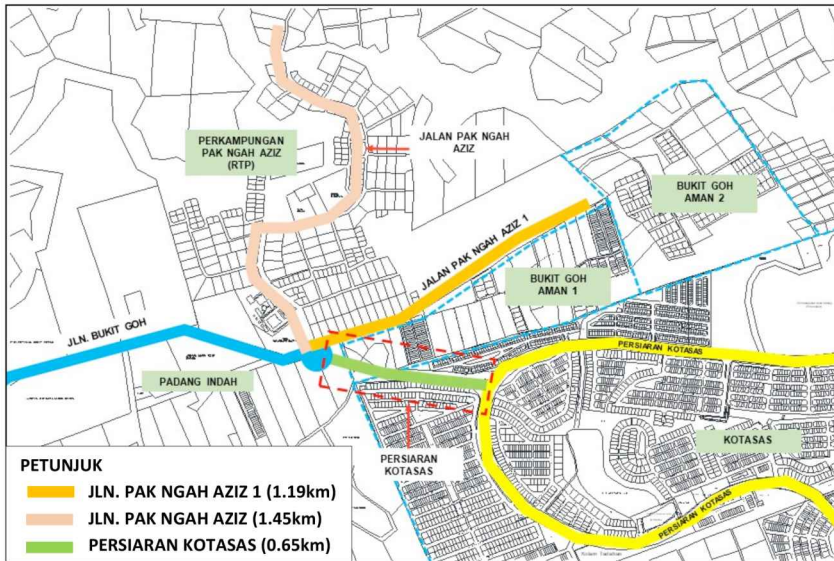 PERKAMPUNGAN
PAK NGAH AZIZ
(RTP)
JALAN PAK NGAH
AZIZ
BUKIT GOH
AMAN 2
JALAN PAK NGAH AZIZ 1
BUKIT GOH
AMAN 1
JLN. BUKIT GOH
PERSIARAN KOTASAS
PADANG INDAH
PERSIARAN
KOTASAS
KOTASAS
PERSIARAN KOTASAS
PETUNJUK
JLN. PAK NGAH AZIZ 1 (1.19km)
JLN. PAK NGAH AZIZ (1.45km)
PERSIARAN KOTASAS (0.65km)